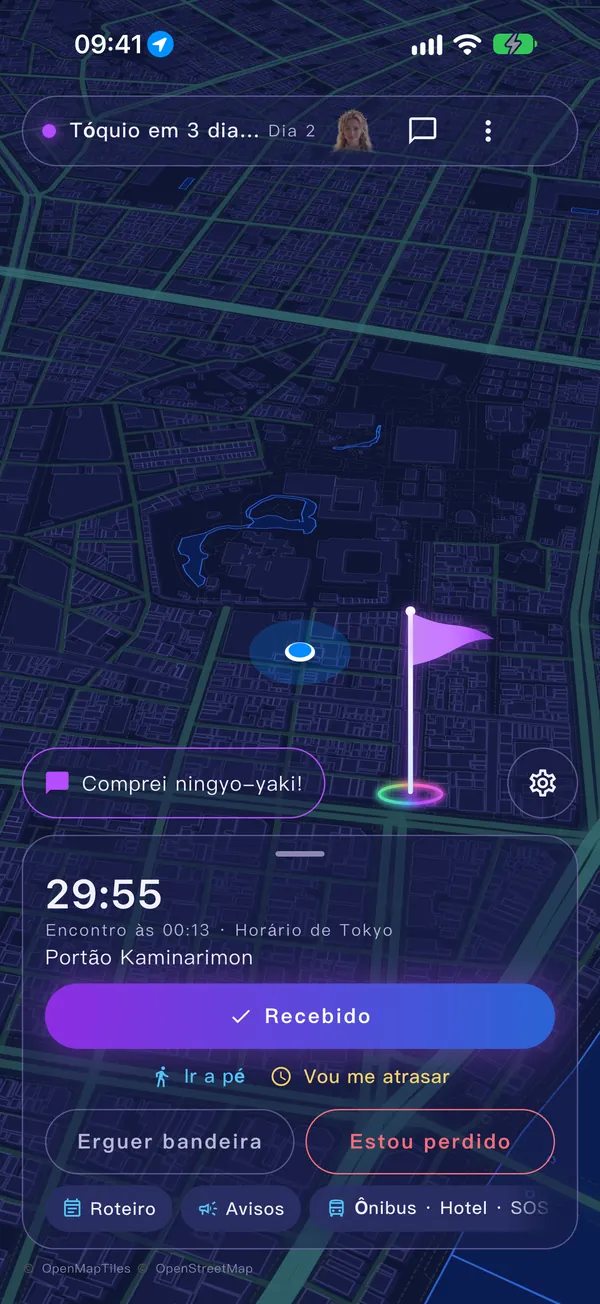 09:41
Tóquio em 3 dia... Dia 2
Comprei ningyo-yaki!
29:55
Encontro às 00:13 · Horário de Tokyo
Portão Kaminarimon
Recebido
Ir a pé Vou me atrasar
Erguer bandeira Estou perdido
Roteiro Avisos Ônibus · Hotel · SOS
© OpenMapTiles © OpenStreetMap